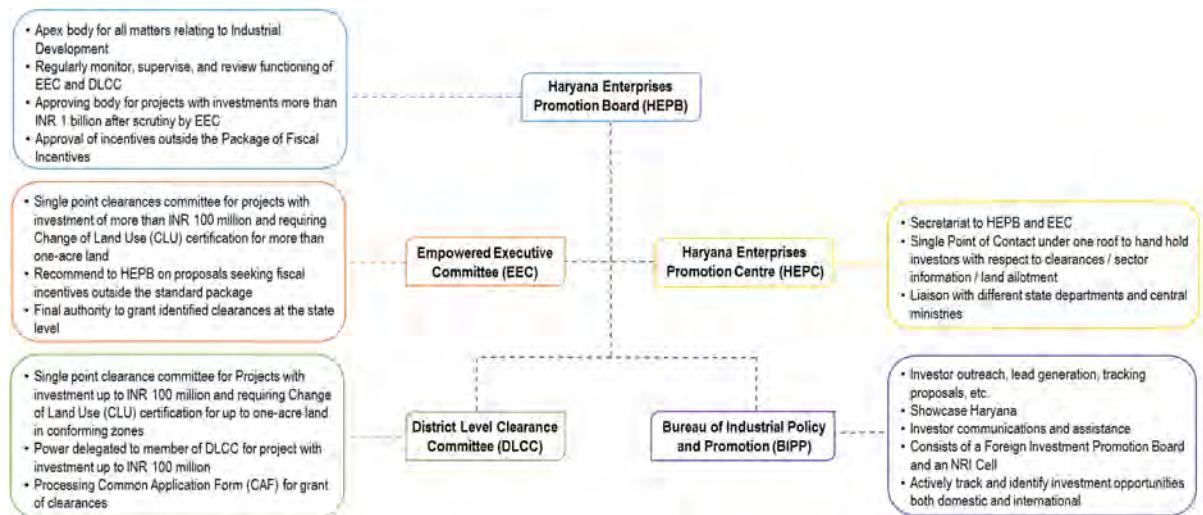 • Apex body for all matters relating to Industrial
Development
• Regularly monitor, supervise, and review functioning of
EEC and DLCC
• Approving body for projects with investments more than
INR 1 billion after scrutiny by EEC
• Approval of incentives outside the Package of Fiscal
Incentives
Haryana Enterprises
Promotion Board (HEPB)
• Single point clearances committee for projects with
investment of more than INR 100 million and requiring
Change of Land Use (CLU) certification for more than
one-acre land
• Recommend to HEPB on proposals seeking fiscal
incentives outside the standard package
• Final authority to grant identified clearances at the state
level
Empowered Executive
Committee (EEC)
Haryana Enterprises
Promotion Centre (HEPC)
• Secretariat to HEPB and EEC
• Single Point of Contact under one roof to hand hold
investors with respect to clearances / sector
information / land allotment
• Liaison with different state departments and central
ministries
• Single point clearance committee for Projects with
investment up to INR 100 million and requiring Change
of Land Use (CLU) certification for up to one-acre land
in conforming zones
• Power delegated to member of DLCC for project with
investment up to INR 100 million
• Processing Common Application Form (CAF) for grant
of clearances
District Level Clearance
Committee (DLCC)
Bureau of Industrial Policy
and Promotion (BIPP)
• Investor outreach, lead generation, tracking
proposals, etc.
• Showcase Haryana
• Investor communications and assistance
• Consists of a Foreign Investment Promotion Board
and an NRI Cell
• Actively track and identify investment opportunities
both domestic and international